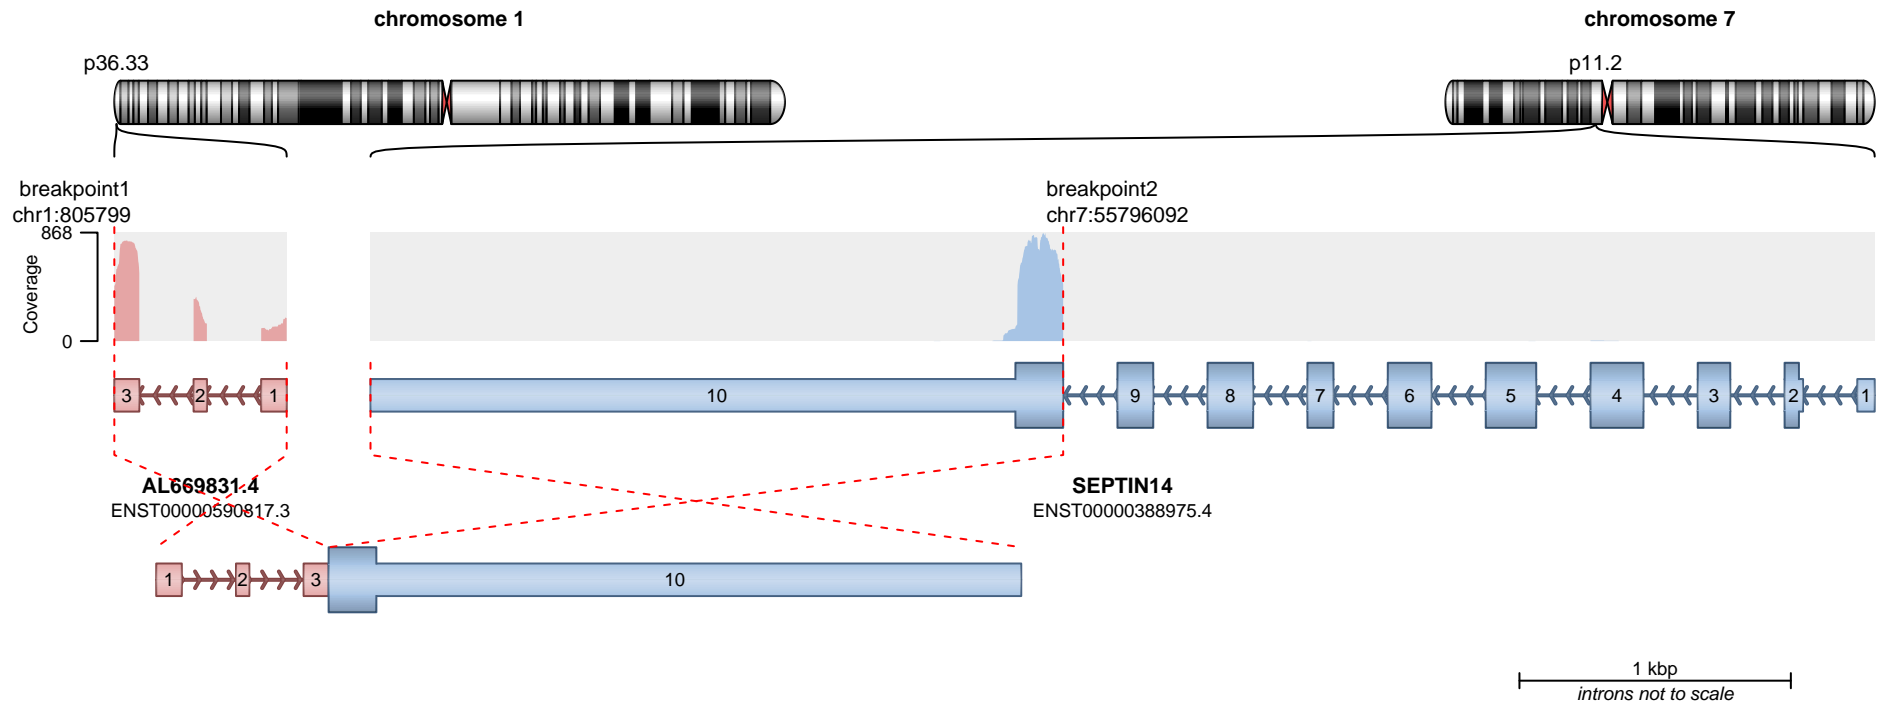 chromosome 1
chromosome 7
p36.33
p11.2
breakpoint1
chr1:805799
breakpoint2
chr7:55796092
868
Coverage
0
3
2
1
10
9
8
7
6
5
4
3
2
1
AL669831.4
ENST00000590817.3
SEPTIN14
ENST00000388975.4
1
2
3
10
1 kbp
introns not to scale